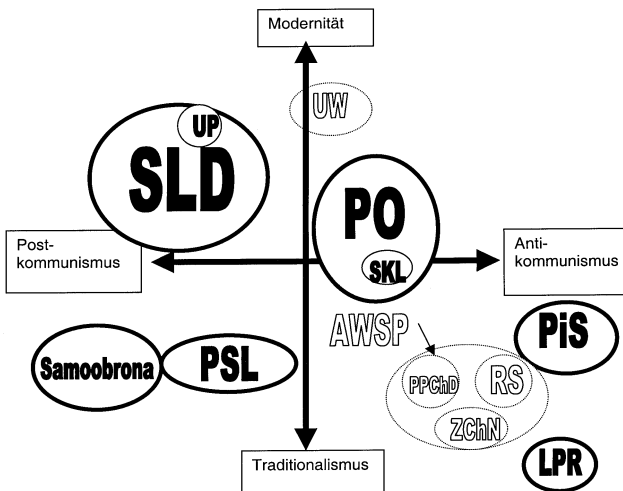 Modernität
UW
UP
SLD
PO
SKL
Post-
kommunismus
Anti-
kommunismus
AWSP
PiS
Samoobrona
PSL
PPChD
RS
ZChN
LPR
Traditionalismus